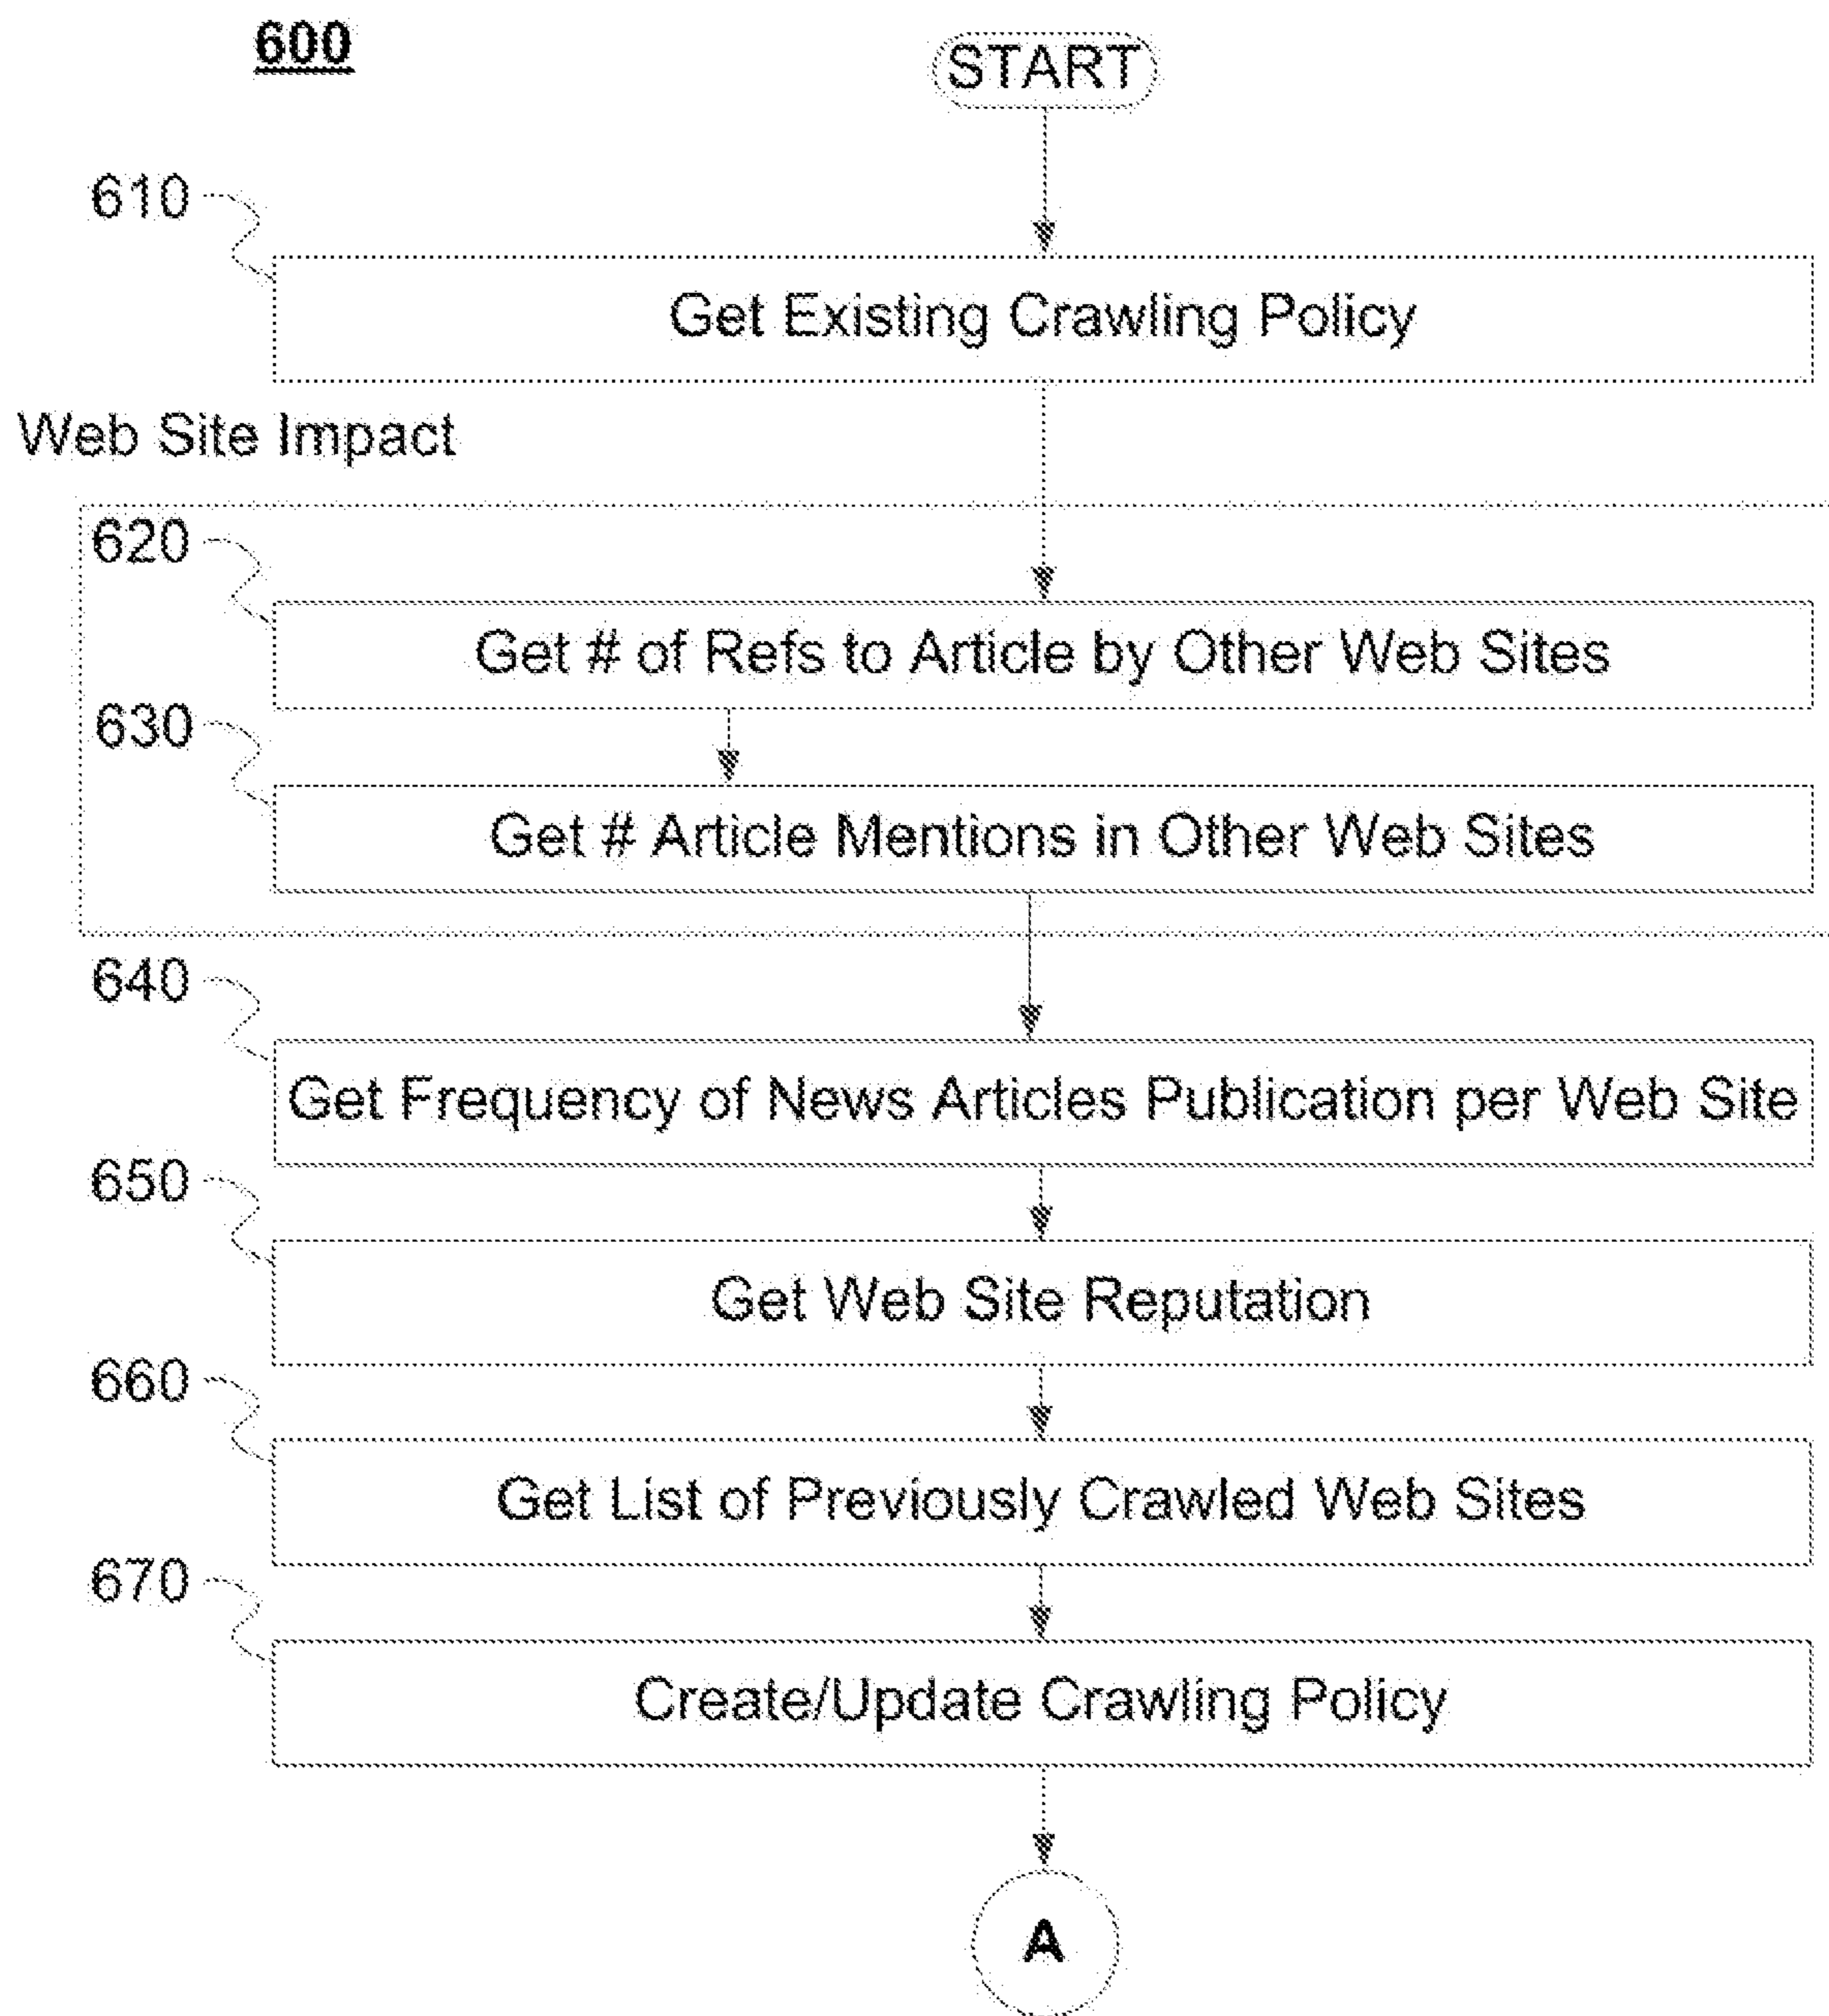 600
START
610
Get Existing Crawling Policy
Web Site Impact
620
Get # of Refs to Article by Other Web Sites
630
Get # Article Mentions in Other Web Sites
640
Get Frequency of News Articles Publication per Web Site
650
Get Web Site Reputation
660
Get List of Previously Crawled Web Sites
670
Create/Update Crawling Policy
A